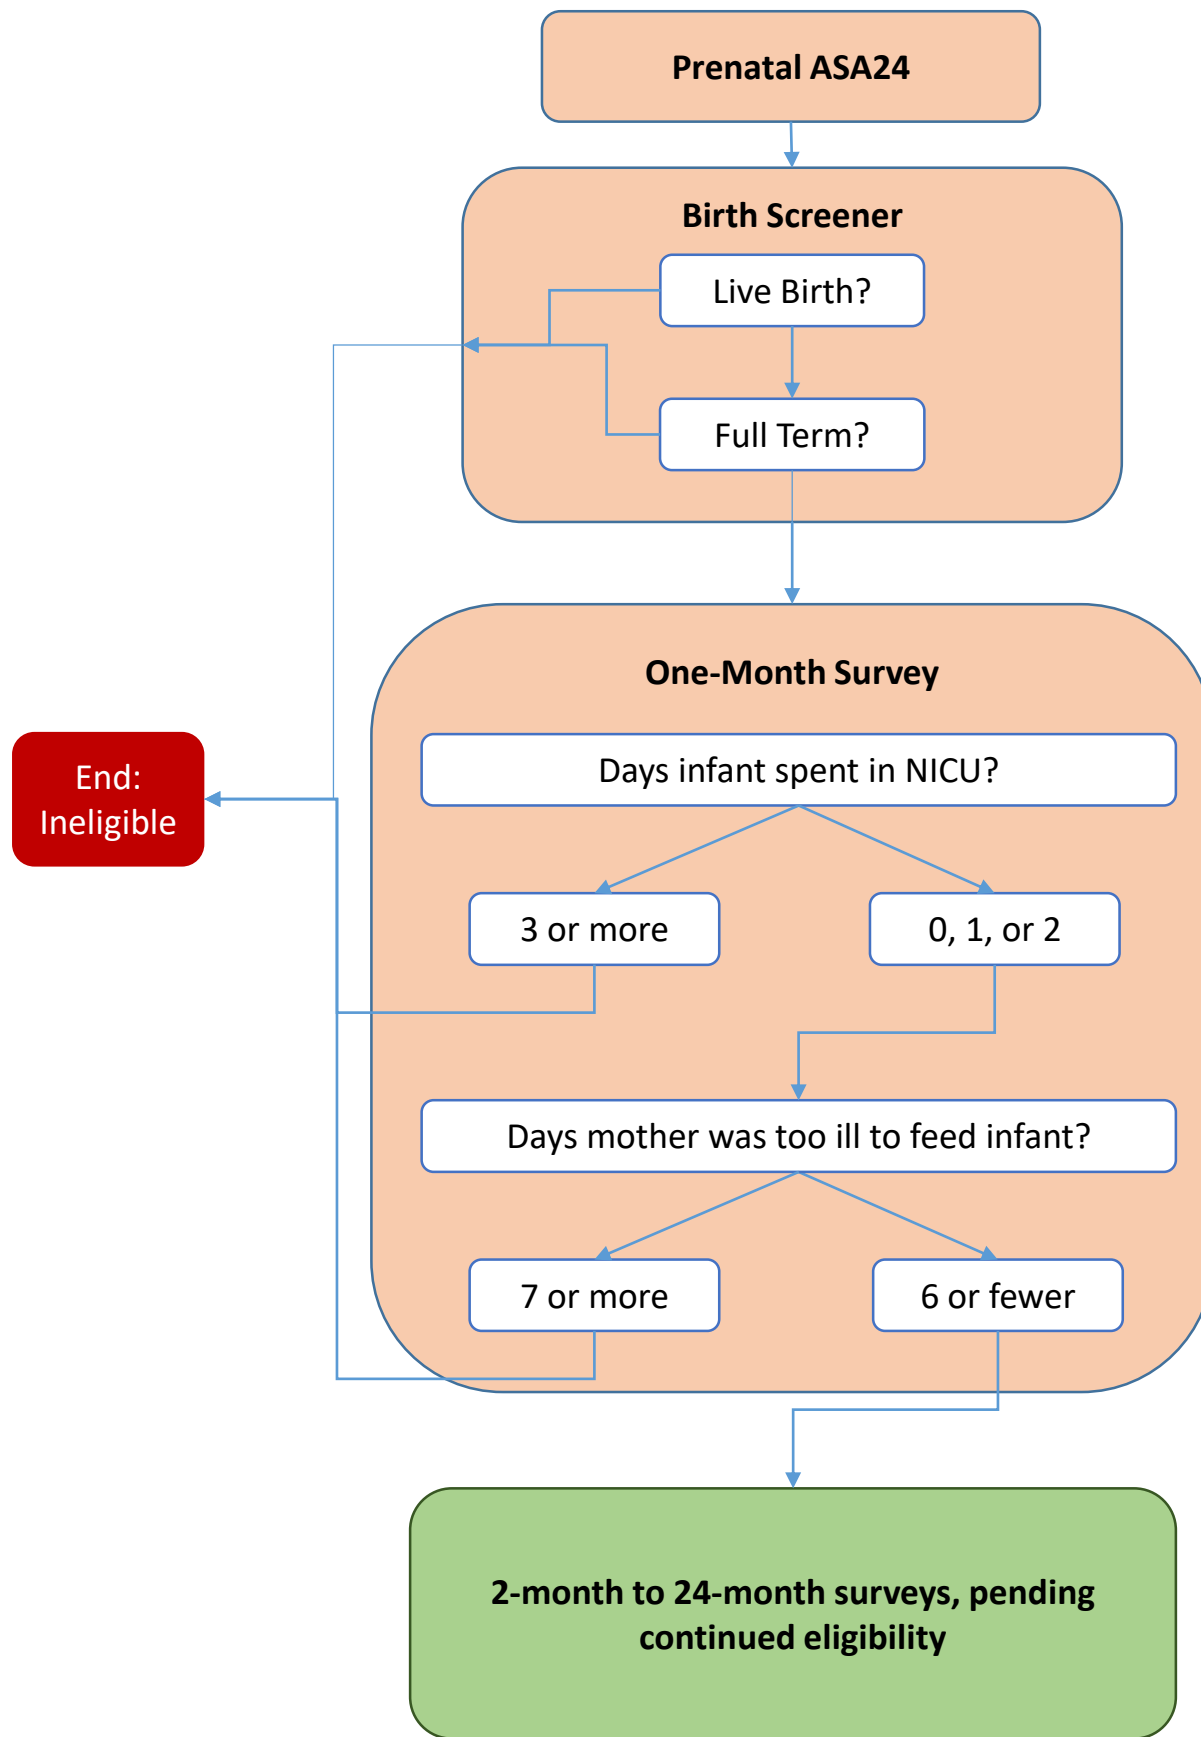 Prenatal ASA24
Birth Screener
Live Birth?
Full Term?
One-Month Survey
Days infant spent in NICU?
End:
Ineligible
3 or more
0, 1, or 2
Days mother was too ill to feed infant?
7 or more
6 or fewer
2-month to 24-month surveys, pending
continued eligibility